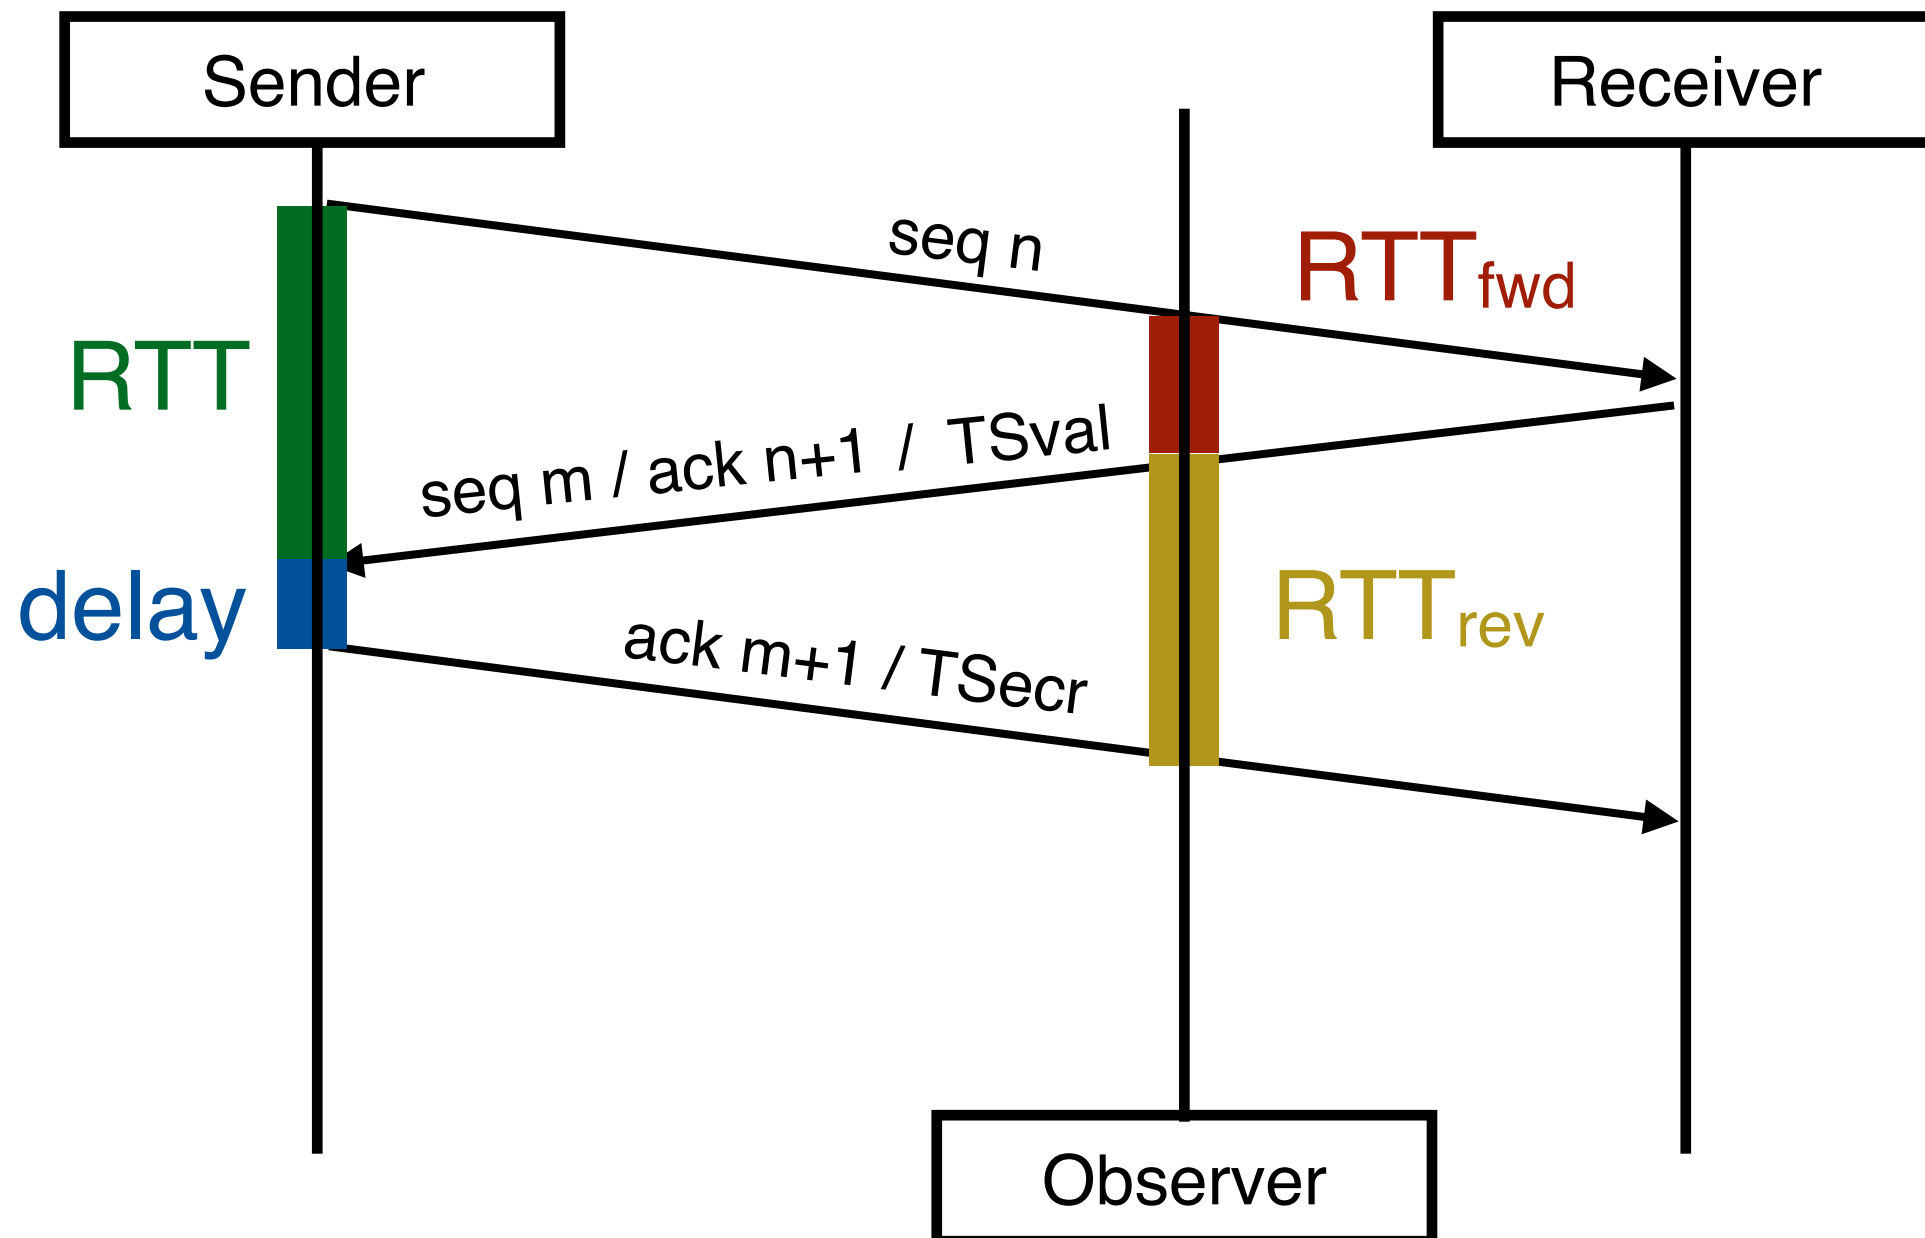 Sender
Receiver
seq n
RTTfwd
RTT
seq m / ack n+1 / TSval
delay
RTTrev
ack m+1 / TSecr
Observer